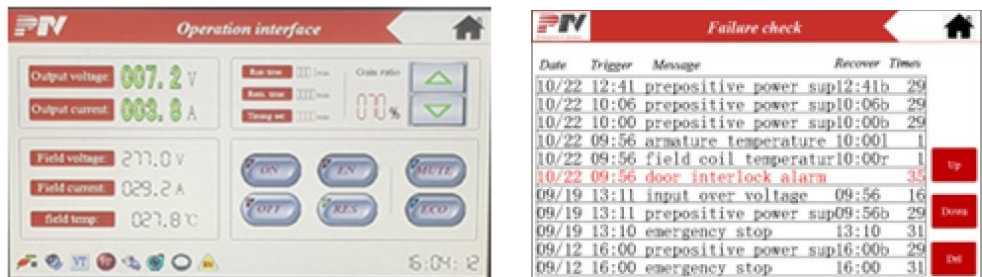 Operation interface
Output voltage: 007.2 V
Output current: 003.8 A
Run time: min
Rem. time: min
Timing set: min
Gain ratio
070 %
Field voltage: 277.0 V
Field current: 029.2 A
field temp: 027.8 ℃
ON EN MUTE
OFF RES ECO
VT
16:04:12
Failure check
Date Trigger Message Recover Times
10/22 12:41 prepositive power sup12:41b 29
10/22 10:06 prepositive power sup10:06b 29
10/22 10:00 prepositive power sup10:00b 29
10/22 09:56 armature temperature 10:00l 1
10/22 09:56 field coil temperatur10:00r 1
10/22 09:56 door interlock alarm 35
09/19 13:11 input over voltage 09:56 16
09/19 13:11 prepositive power sup09:56b 29
09/19 13:10 emergency stop 13:10 31
09/12 16:00 prepositive power sup16:00b 29
09/12 16:00 emergency stop 16:00 31
Up
Down
Del